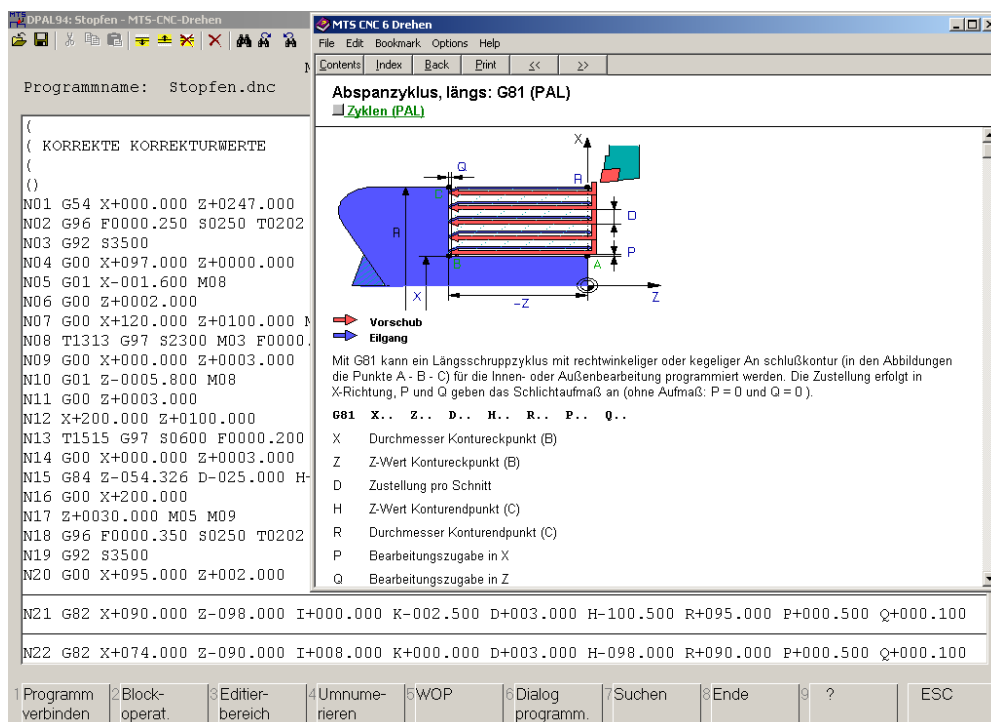 DPAL94: Stopfen - MTS-CNC-Drehen
Programmname: Stopfen.dnc
(
( KORREKTE KORREKTURWERTE
(
()
N01 G54 X+000.000 Z+0247.000
N02 G96 F0000.250 S0250 T0202
N03 G92 S3500
N04 G00 X+097.000 Z+0000.000
N05 G01 X-001.600 M08
N06 G00 Z+0002.000
N07 G00 X+120.000 Z+0100.000
N08 T1313 G97 S2300 M03 F0000.
N09 G00 X+000.000 Z+0003.000
N10 G01 Z-0005.800 M08
N11 G00 Z+0003.000
N12 X+200.000 Z+0100.000
N13 T1515 G97 S0600 F0000.200
N14 G00 X+000.000 Z+0003.000
N15 G84 Z-054.326 D-025.000 H-
N16 G00 X+200.000
N17 Z+0030.000 M05 M09
N18 G96 F0000.350 S0250 T0202
N19 G92 S3500
N20 G00 X+095.000 Z+002.000
N21 G82 X+090.000 Z-098.000 I+000.000 K-002.500 D+003.000 H-100.500 R+095.000 P+000.500 Q+000.100
N22 G82 X+074.000 Z-090.000 I+008.000 K+000.000 D+003.000 H-098.000 R+090.000 P+000.500 Q+000.100
MTS CNC 6 Drehen
File Edit Bookmark Options Help
Contents Index Back Print << >>
Abspanzyklus, längs: G81 (PAL)
Zyklen (PAL)
X
Q
R
C
D
R
P
B
A
X
-Z
Z
Vorschub
Eilgang
Mit G81 kann ein Längsschruppzyklus mit rechtwinkeliger oder kegeliger An schlußkontur (in den Abbildungen
die Punkte A - B - C) für die Innen- oder Außenbearbeitung programmiert werden. Die Zustellung erfolgt in
X-Richtung, P und Q geben das Schlichtaufmaß an (ohne Aufmaß: P = 0 und Q = 0 ).
G81 X.. Z.. D.. H.. R.. P.. Q..
X Durchmesser Kontureckpunkt (B)
Z Z-Wert Kontureckpunkt (B)
D Zustellung pro Schnitt
H Z-Wert Konturendpunkt (C)
R Durchmesser Konturendpunkt (C)
P Bearbeitungszugabe in X
Q Bearbeitungszugabe in Z
1 Programm verbinden
2 Block-operat.
3 Editier-bereich
4 Umnume-rieren
5 WOP
6 Dialog programm.
7 Suchen
8 Ende
9 ?
ESC